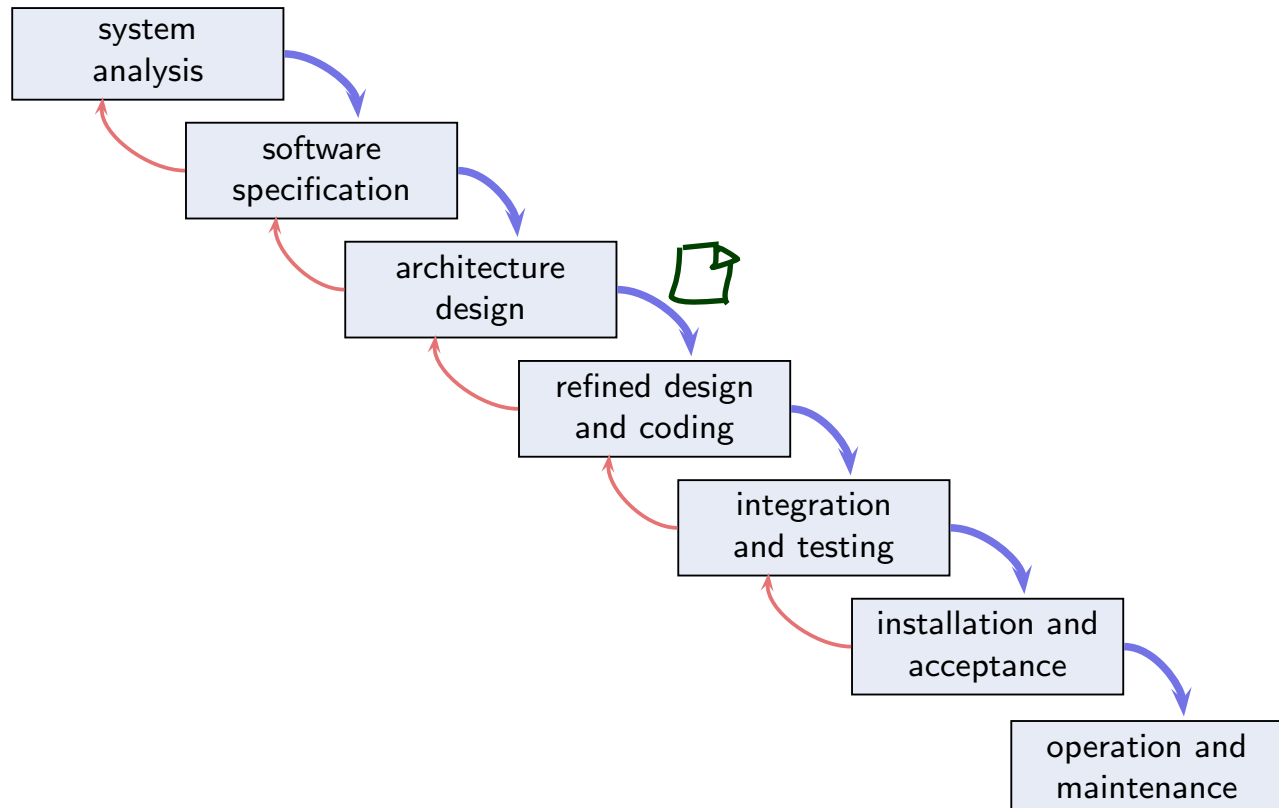 system
analysis
software
specification
architecture
design
refined design
and coding
integration
and testing
installation and
acceptance
operation and
maintenance